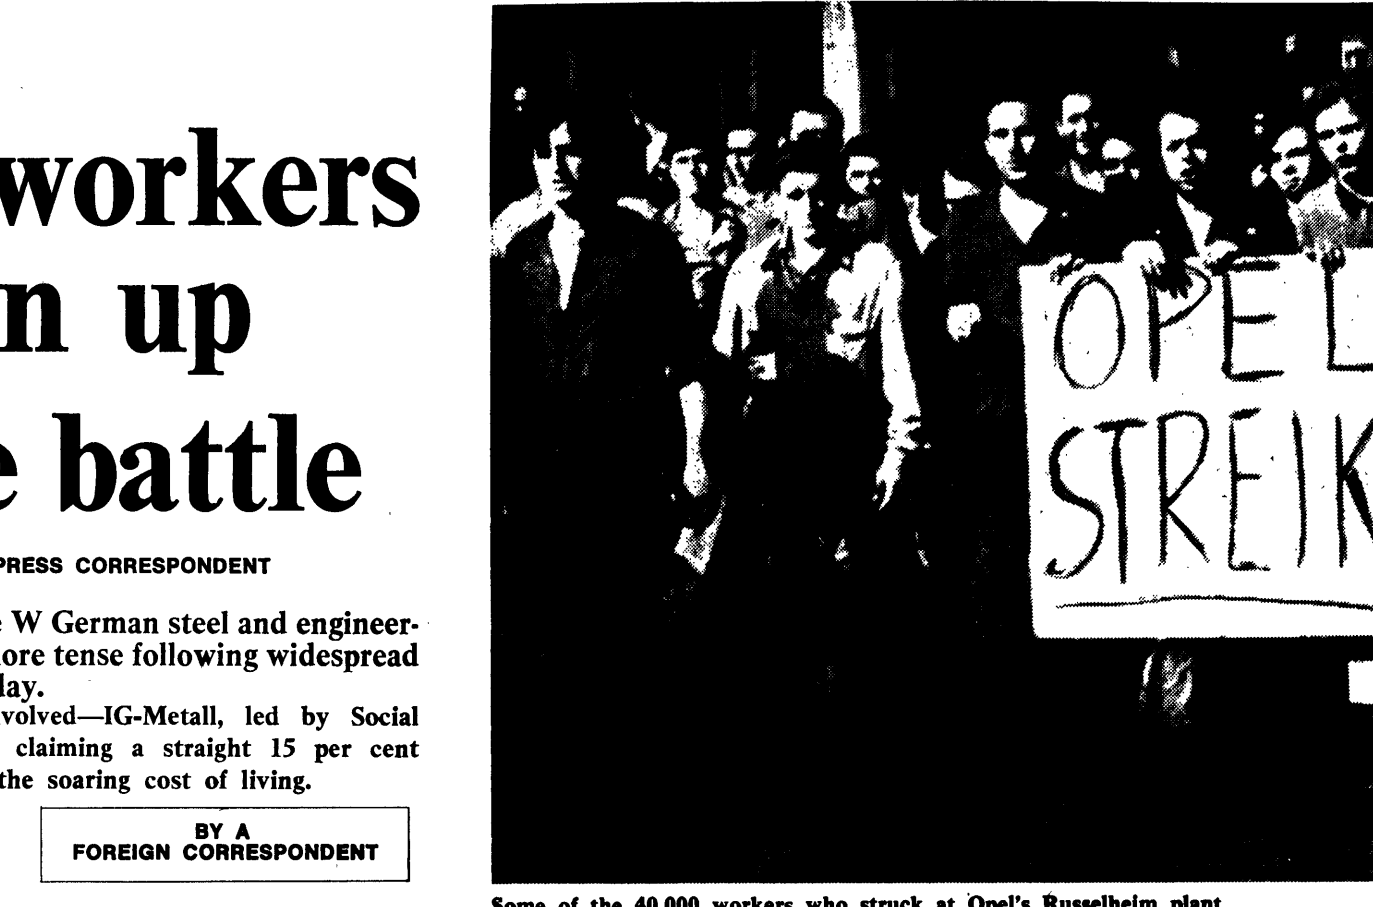 workers
n up
e battle
PRESS CORRESPONDENT
e W German steel and engineer-
ore tense following widespread
lay.
volved—IG-Metall, led by Social
claiming a straight 15 per cent
the soaring cost of living.
BY A
FOREIGN CORRESPONDENT
OPEL
STREIK
Some of the 40,000 workers who struck at Opel's Russelheim plant